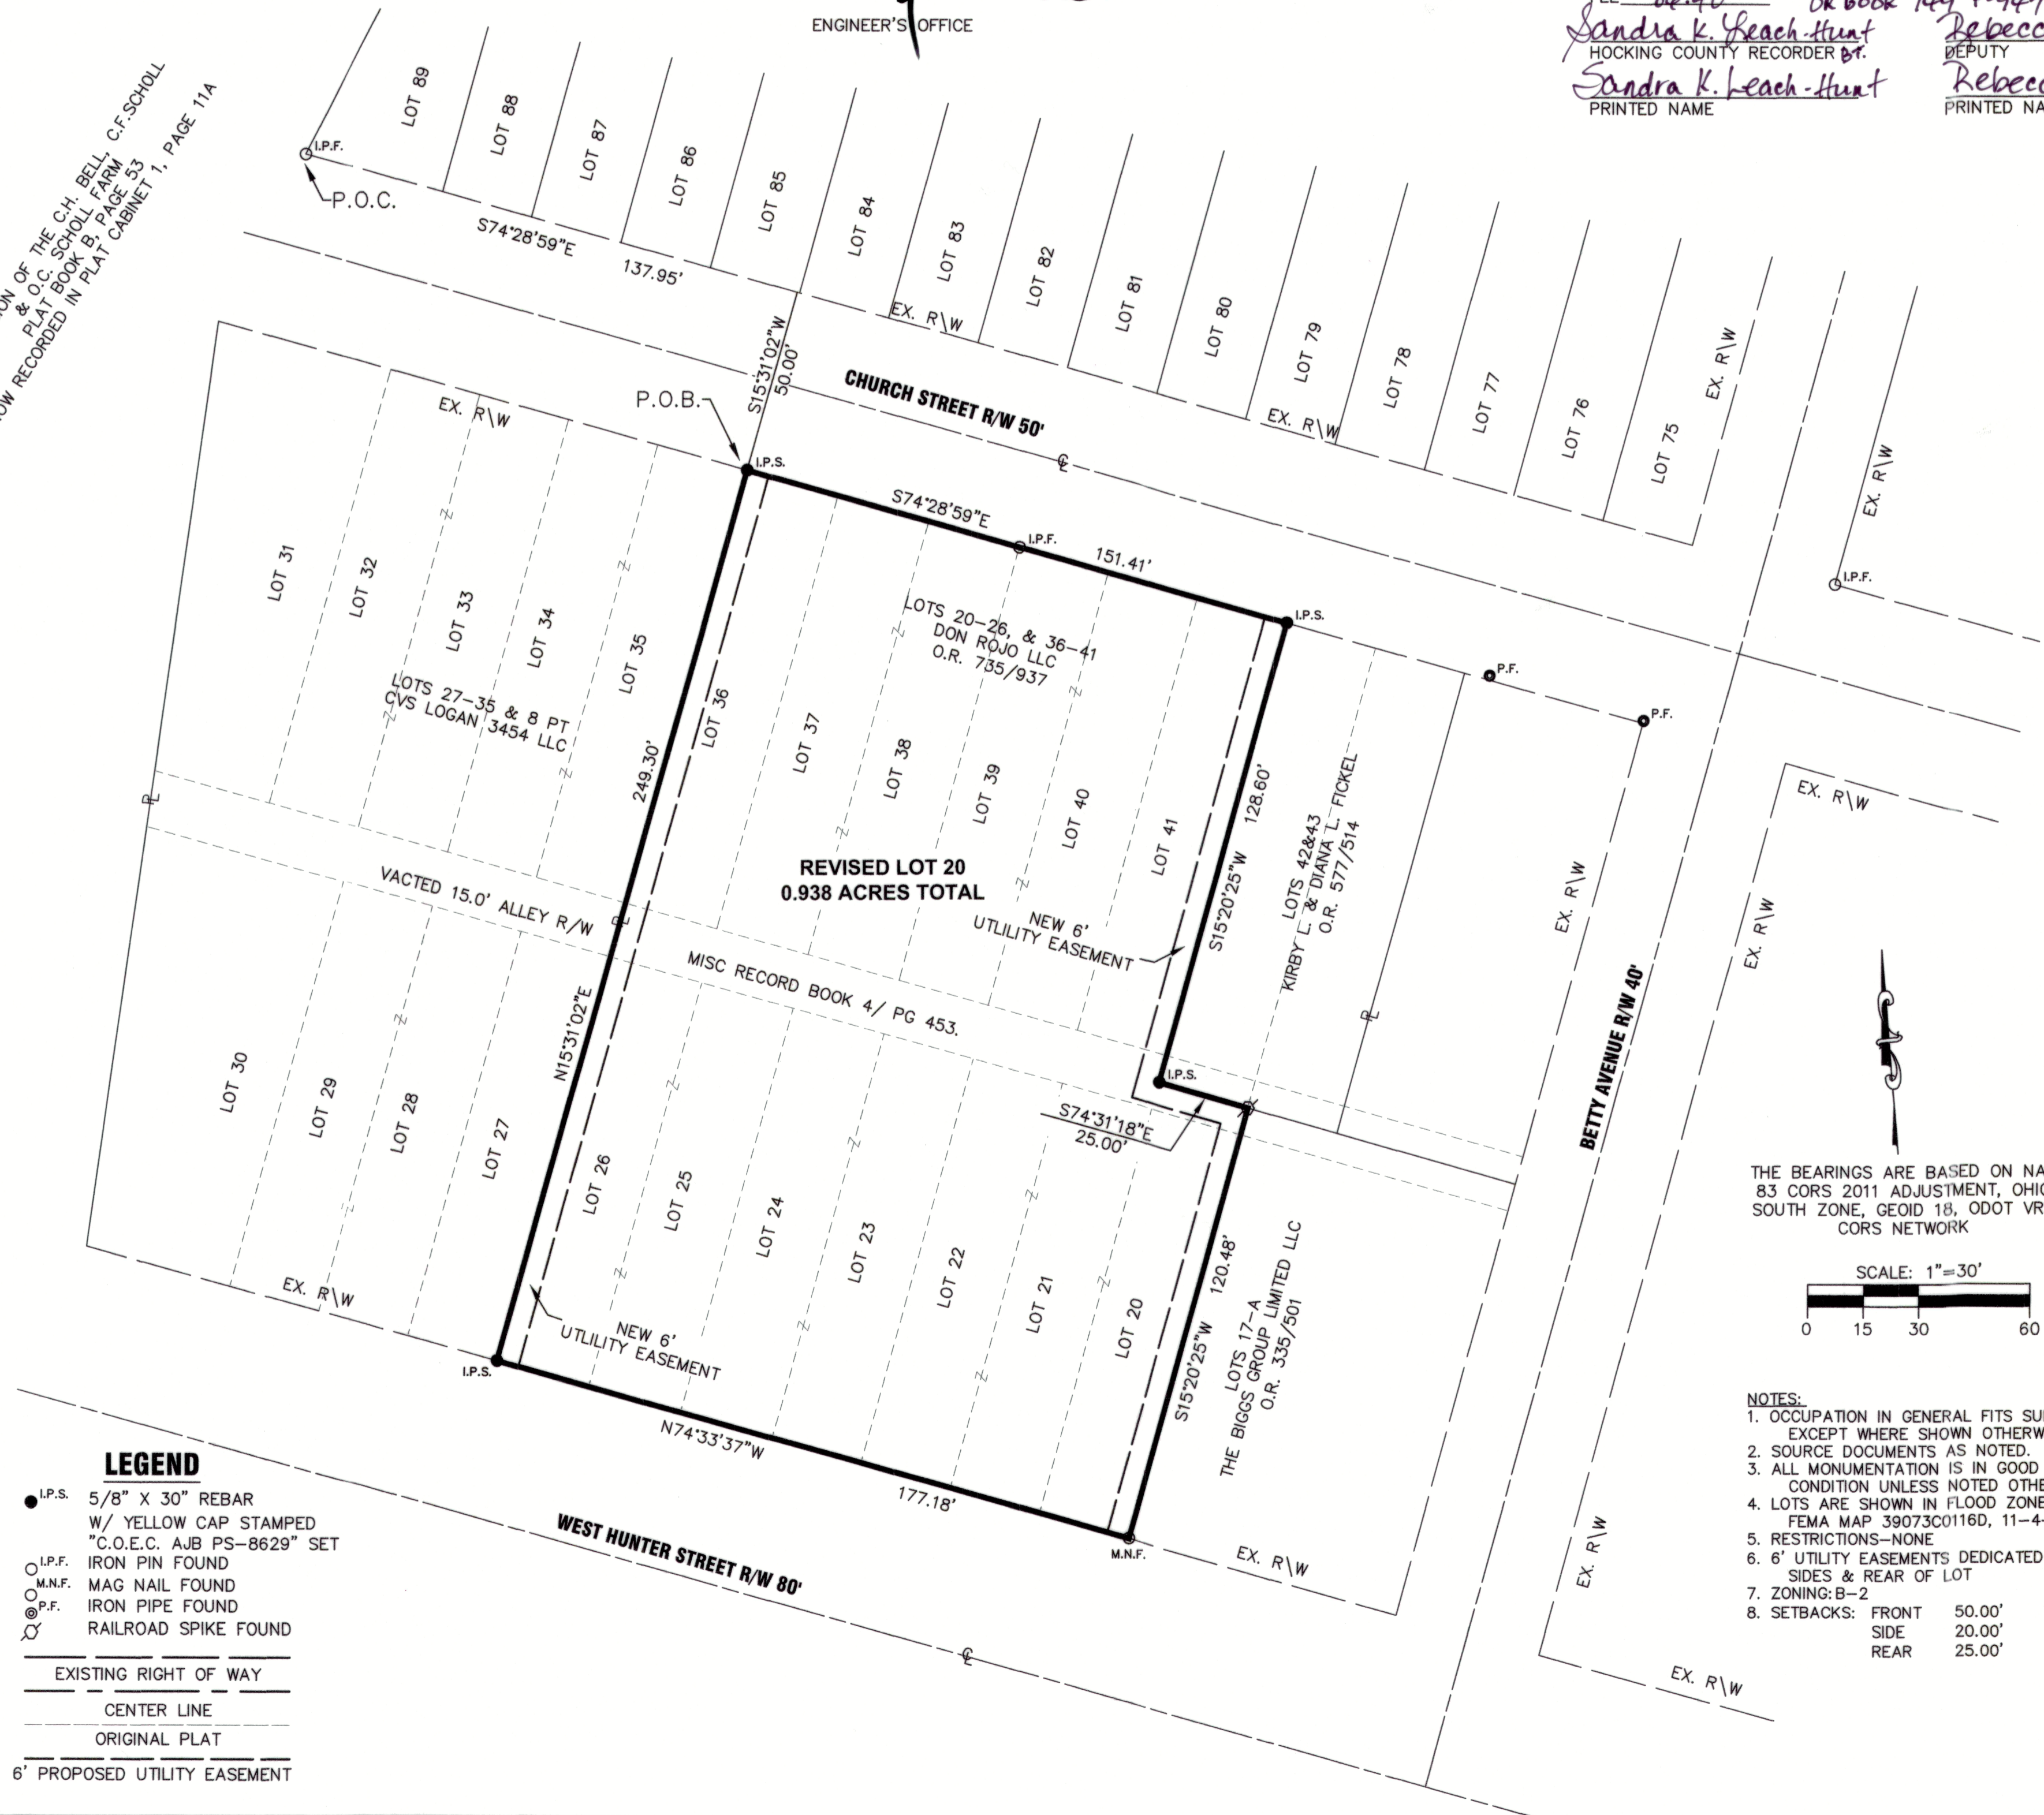 ENGINEER'S OFFICE
OR BOOK
Sandra K. Leach-Hunt
HOCKING COUNTY RECORDER BT.
DEPUTY
Sandra K. Leach-Hunt
PRINTED NAME
OF THE C.H. BELL, C.F.SCHOLL
& O.C. SCHOLL FARM
PLAT BOOK B, PAGE 53
RECORDED IN PLAT CABINET 1, PAGE 11A
I.P.F.
P.O.C.
LOT 89
LOT 88
LOT 87
LOT 86
LOT 85
LOT 84
LOT 83
LOT 82
LOT 81
LOT 80
LOT 79
LOT 78
LOT 77
LOT 76
LOT 75
S74°28'59"E
137.95'
EX. R\W
EX. R\W
EX. R\W
EX. R\W
S15°31'02"W
50.00'
CHURCH STREET R/W 50'
P.O.B.
EX. R\W
I.P.S.
S74°28'59"E
I.P.F.
151.41'
I.P.S.
P.F.
P.F.
I.P.F.
LOT 31
LOT 32
LOT 33
LOT 34
LOT 35
LOTS 27-35 & 8 PT
CVS LOGAN 3454 LLC
LOT 36
LOT 37
LOT 38
LOT 39
LOT 40
LOT 41
LOTS 20-26, & 36-41
DON ROJO LLC
O.R. 735/937
249.30'
N15°31'02"E
REVISED LOT 20
0.938 ACRES TOTAL
NEW 6'
UTLILITY EASEMENT
128.60'
S15°20'25"W
LOTS 42&43
KIRBY L. & DIANA L. FICKEL
O.R. 577/514
EX. R\W
EX. R\W
EX. R\W
BETTY AVENUE R/W 40'
VACTED 15.0' ALLEY R/W
MISC RECORD BOOK 4/ PG 453.
I.P.S.
S74°31'18"E
25.00'
LOT 30
LOT 29
LOT 28
LOT 27
LOT 26
LOT 25
LOT 24
LOT 23
LOT 22
LOT 21
LOT 20
120.48'
S15°20'25"W
LOTS 17-A
THE BIGGS GROUP LIMITED LLC
O.R. 335/501
EX. R\W
I.P.S.
NEW 6'
UTLILITY EASEMENT
N74°33'37"W
177.18'
M.N.F.
EX. R\W
EX. R\W
EX. R\W
WEST HUNTER STREET R/W 80'
THE BEARINGS ARE BASED ON
83 CORS 2011 ADJUSTMENT,
SOUTH ZONE, GEOID 18, ODOT
CORS NETWORK
SCALE: 1"=30'
0 15 30 60
NOTES:
1. OCCUPATION IN GENERAL FITS
EXCEPT WHERE SHOWN
2. SOURCE DOCUMENTS AS NOTED.
3. ALL MONUMENTATION IS IN GOOD
CONDITION UNLESS NOTED
4. LOTS ARE SHOWN IN FLOOD ZONE
FEMA MAP 39073C0116D, 11-4-
5. RESTRICTIONS-NONE
6. 6' UTILITY EASEMENTS DEDICATED
SIDES & REAR OF LOT
7. ZONING: B-2
8. SETBACKS: FRONT 50.00'
SIDE 20.00'
REAR 25.00'
LEGEND
I.P.S. 5/8" X 30" REBAR
W/ YELLOW CAP STAMPED
"C.O.E.C. AJB PS-8629" SET
I.P.F. IRON PIN FOUND
M.N.F. MAG NAIL FOUND
P.F. IRON PIPE FOUND
RAILROAD SPIKE FOUND
EXISTING RIGHT OF WAY
CENTER LINE
ORIGINAL PLAT
6' PROPOSED UTILITY EASEMENT